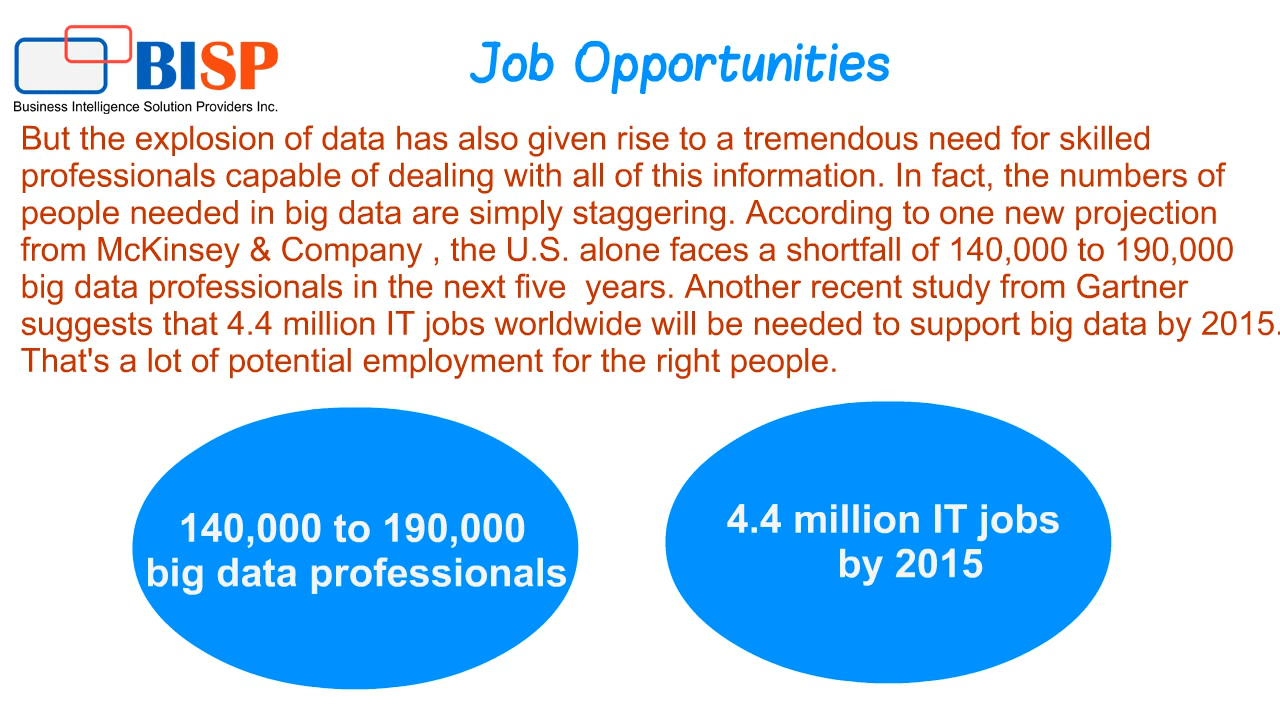 BISP
Business Intelligence Solution Providers Inc.
Job Opportunities
But the explosion of data has also given rise to a tremendous need for skilled
professionals capable of dealing with all of this information. In fact, the numbers of
people needed in big data are simply staggering. According to one new projection
from McKinsey & Company , the U.S. alone faces a shortfall of 140,000 to 190,000
big data professionals in the next five  years. Another recent study from Gartner
suggests that 4.4 million IT jobs worldwide will be needed to support big data by 2015.
That's a lot of potential employment for the right people.
140,000 to 190,000
big data professionals
4.4 million IT jobs
by 2015